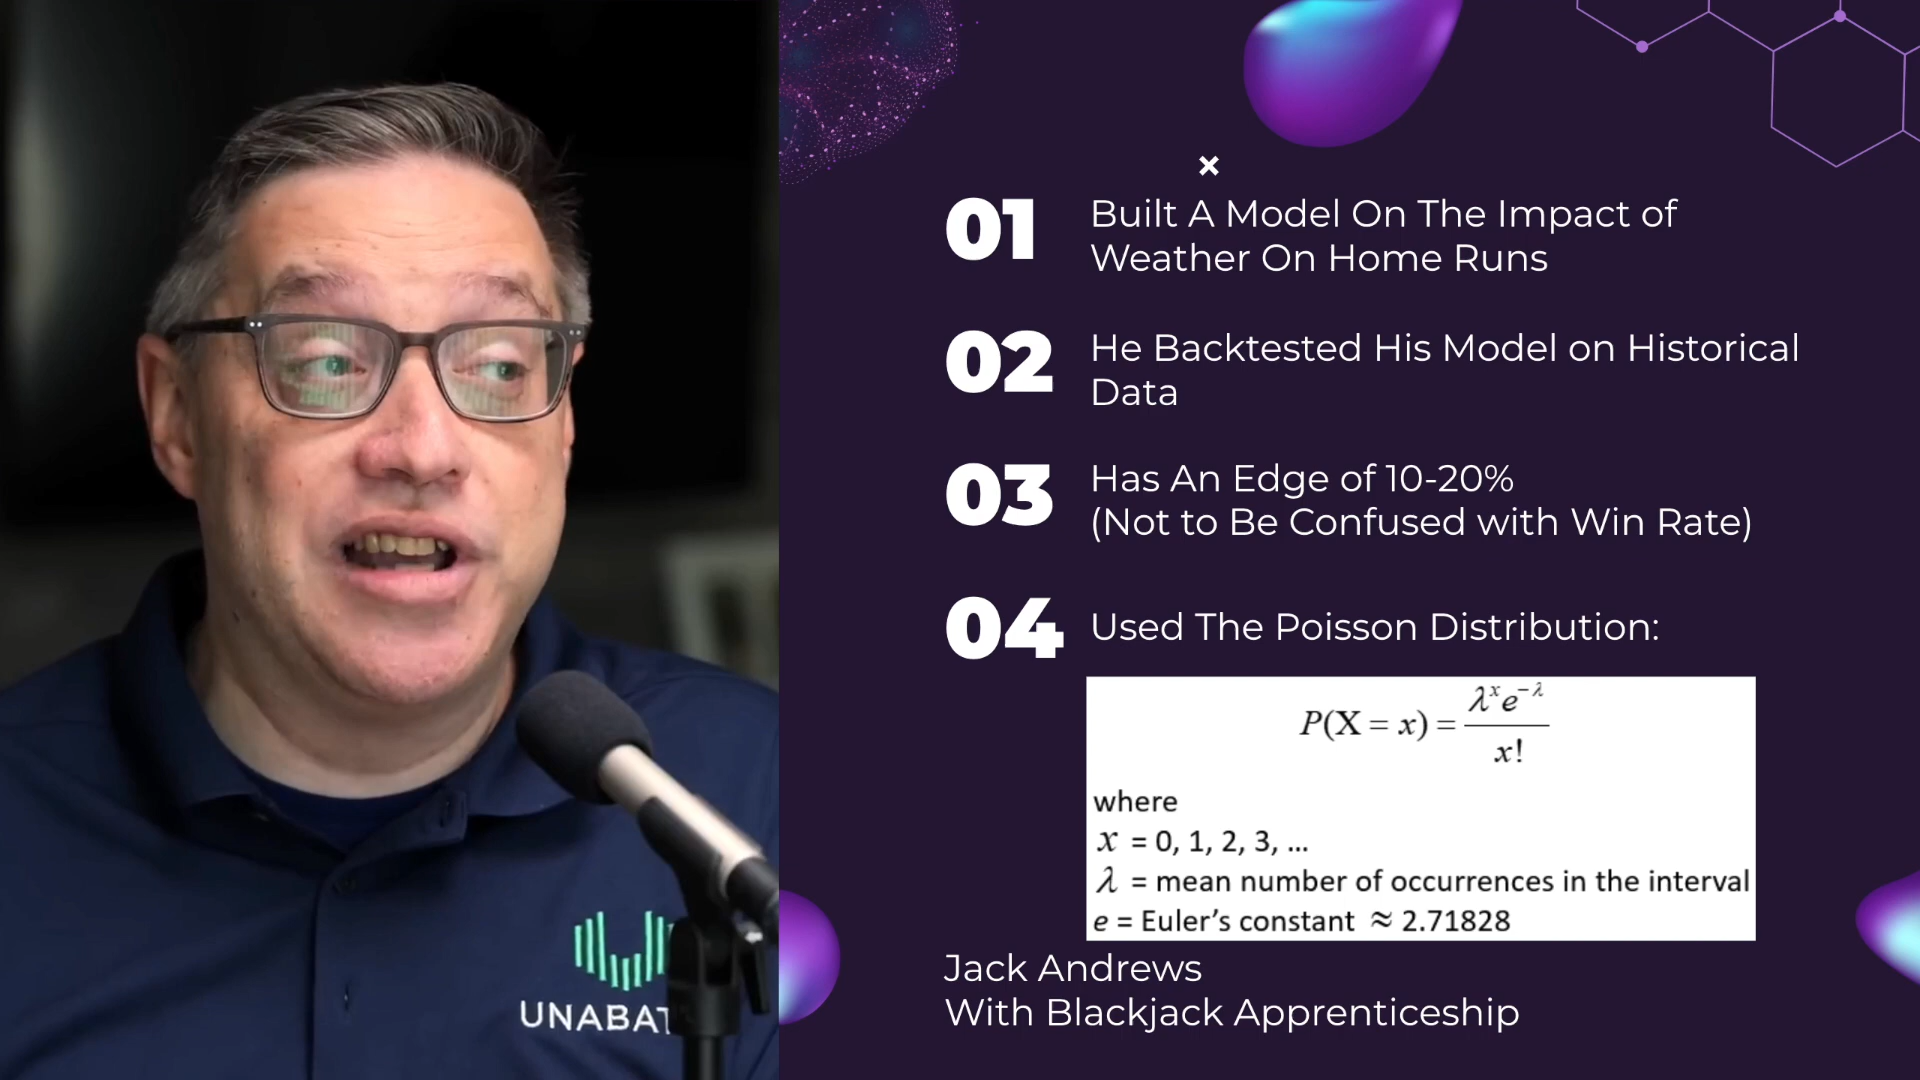 01
Built A Model On The Impact of
Weather On Home Runs
02
He Backtested His Model on Historical
Data
03
Has An Edge of 10-20%
(Not to Be Confused with Win Rate)
04
Used The Poisson Distribution:
P(X = x) = λˣe⁻λ / x!
where
x = 0, 1, 2, 3, ...
λ = mean number of occurrences in the interval
e = Euler’s constant ≈ 2.71828
Jack Andrews
With Blackjack Apprenticeship
UNABAT